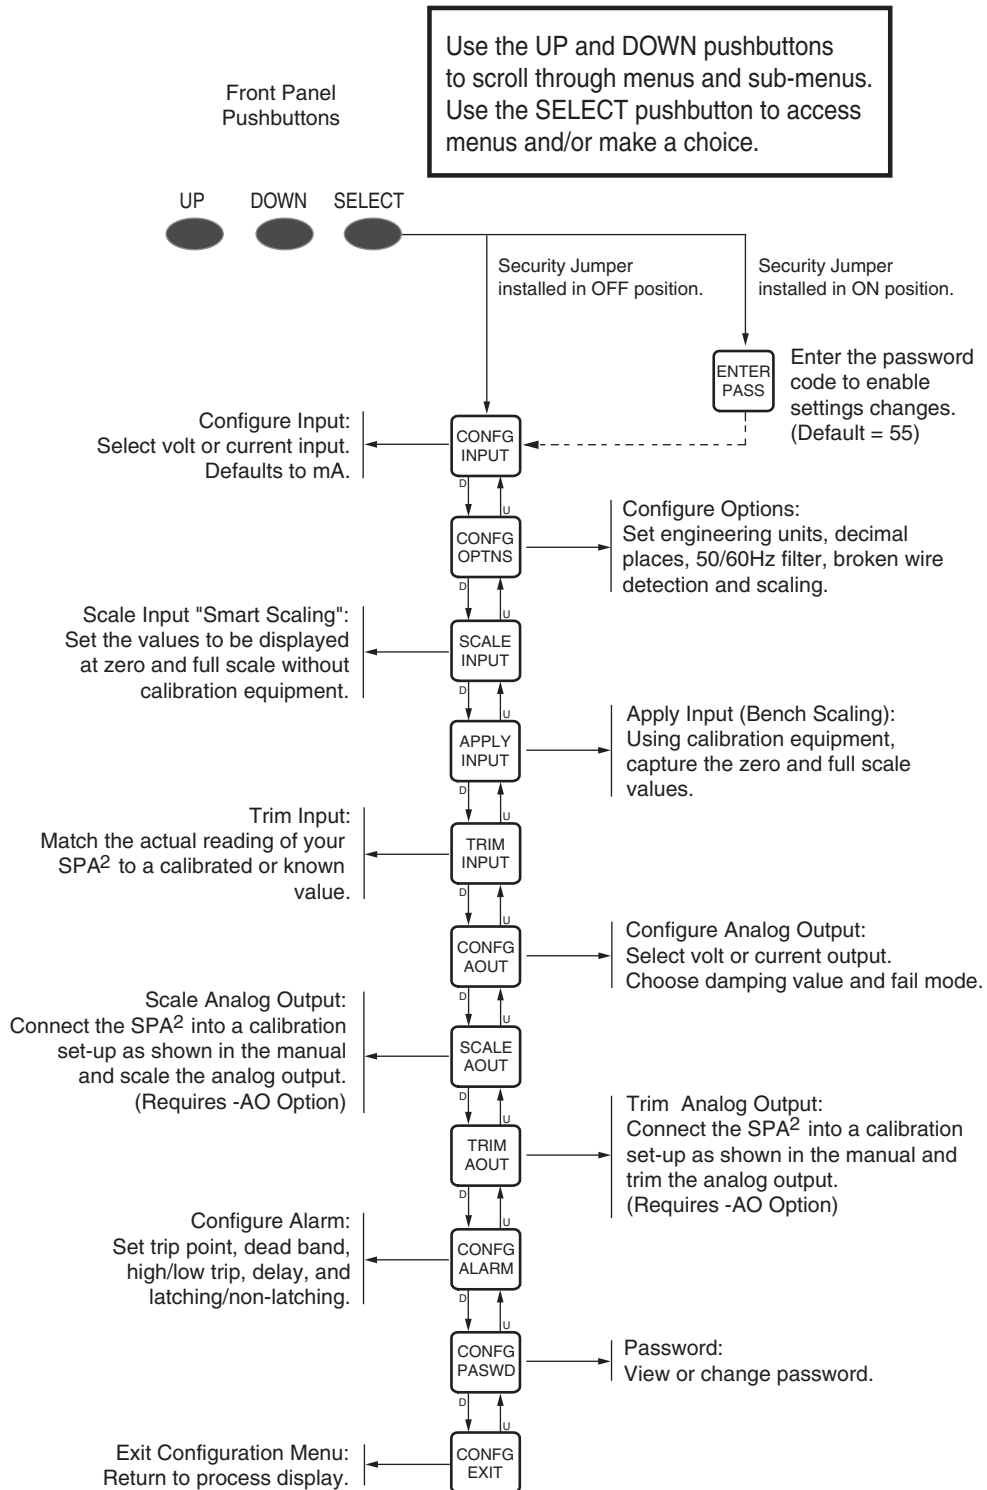 Use the UP and DOWN pushbuttons
to scroll through menus and sub-menus.
Use the SELECT pushbutton to access
menus and/or make a choice.
Front Panel
Pushbuttons
UP
DOWN
SELECT
Security Jumper
installed in OFF position.
Security Jumper
installed in ON position.
ENTER
PASS
Enter the password
code to enable
settings changes.
(Default = 55)
Configure Input:
Select volt or current input.
Defaults to mA.
CONFG
INPUT
D
U
CONFG
OPTNS
Configure Options:
Set engineering units, decimal
places, 50/60Hz filter, broken wire
detection and scaling.
D
U
Scale Input "Smart Scaling":
Set the values to be displayed
at zero and full scale without
calibration equipment.
SCALE
INPUT
D
U
APPLY
INPUT
Apply Input (Bench Scaling):
Using calibration equipment,
capture the zero and full scale
values.
D
U
Trim Input:
Match the actual reading of your
SPA2 to a calibrated or known
value.
TRIM
INPUT
D
U
CONFG
AOUT
Configure Analog Output:
Select volt or current output.
Choose damping value and fail mode.
D
U
Scale Analog Output:
Connect the SPA2 into a calibration
set-up as shown in the manual
and scale the analog output.
(Requires -AO Option)
SCALE
AOUT
D
U
TRIM
AOUT
Trim Analog Output:
Connect the SPA2 into a calibration
set-up as shown in the manual and
trim the analog output.
(Requires -AO Option)
D
U
Configure Alarm:
Set trip point, dead band,
high/low trip, delay, and
latching/non-latching.
CONFG
ALARM
D
U
CONFG
PASWD
Password:
View or change password.
D
U
Exit Configuration Menu:
Return to process display.
CONFG
EXIT